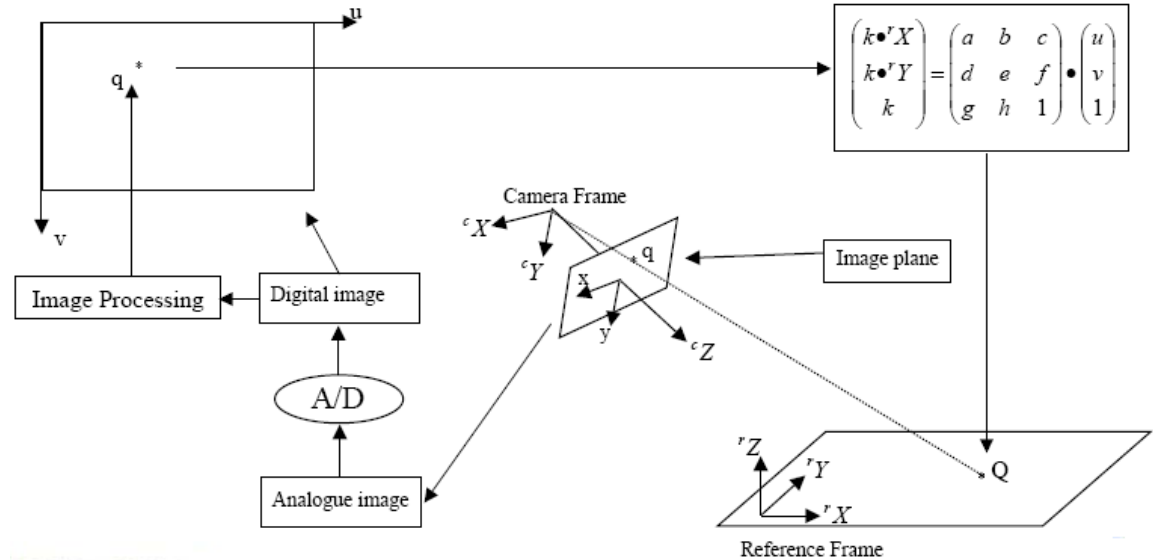 u
q *
v
Image Processing
Digital image
A/D
Analogue image
Camera Frame
ᶜX
ᶜY
ᶜZ
* q
x
y
Image plane
(k•ʳX) = (a b c) • (u)
(k•ʳY) (d e f) (v)
(k) (g h 1) (1)
ʳZ
ʳY
ʳX
* Q
Reference Frame